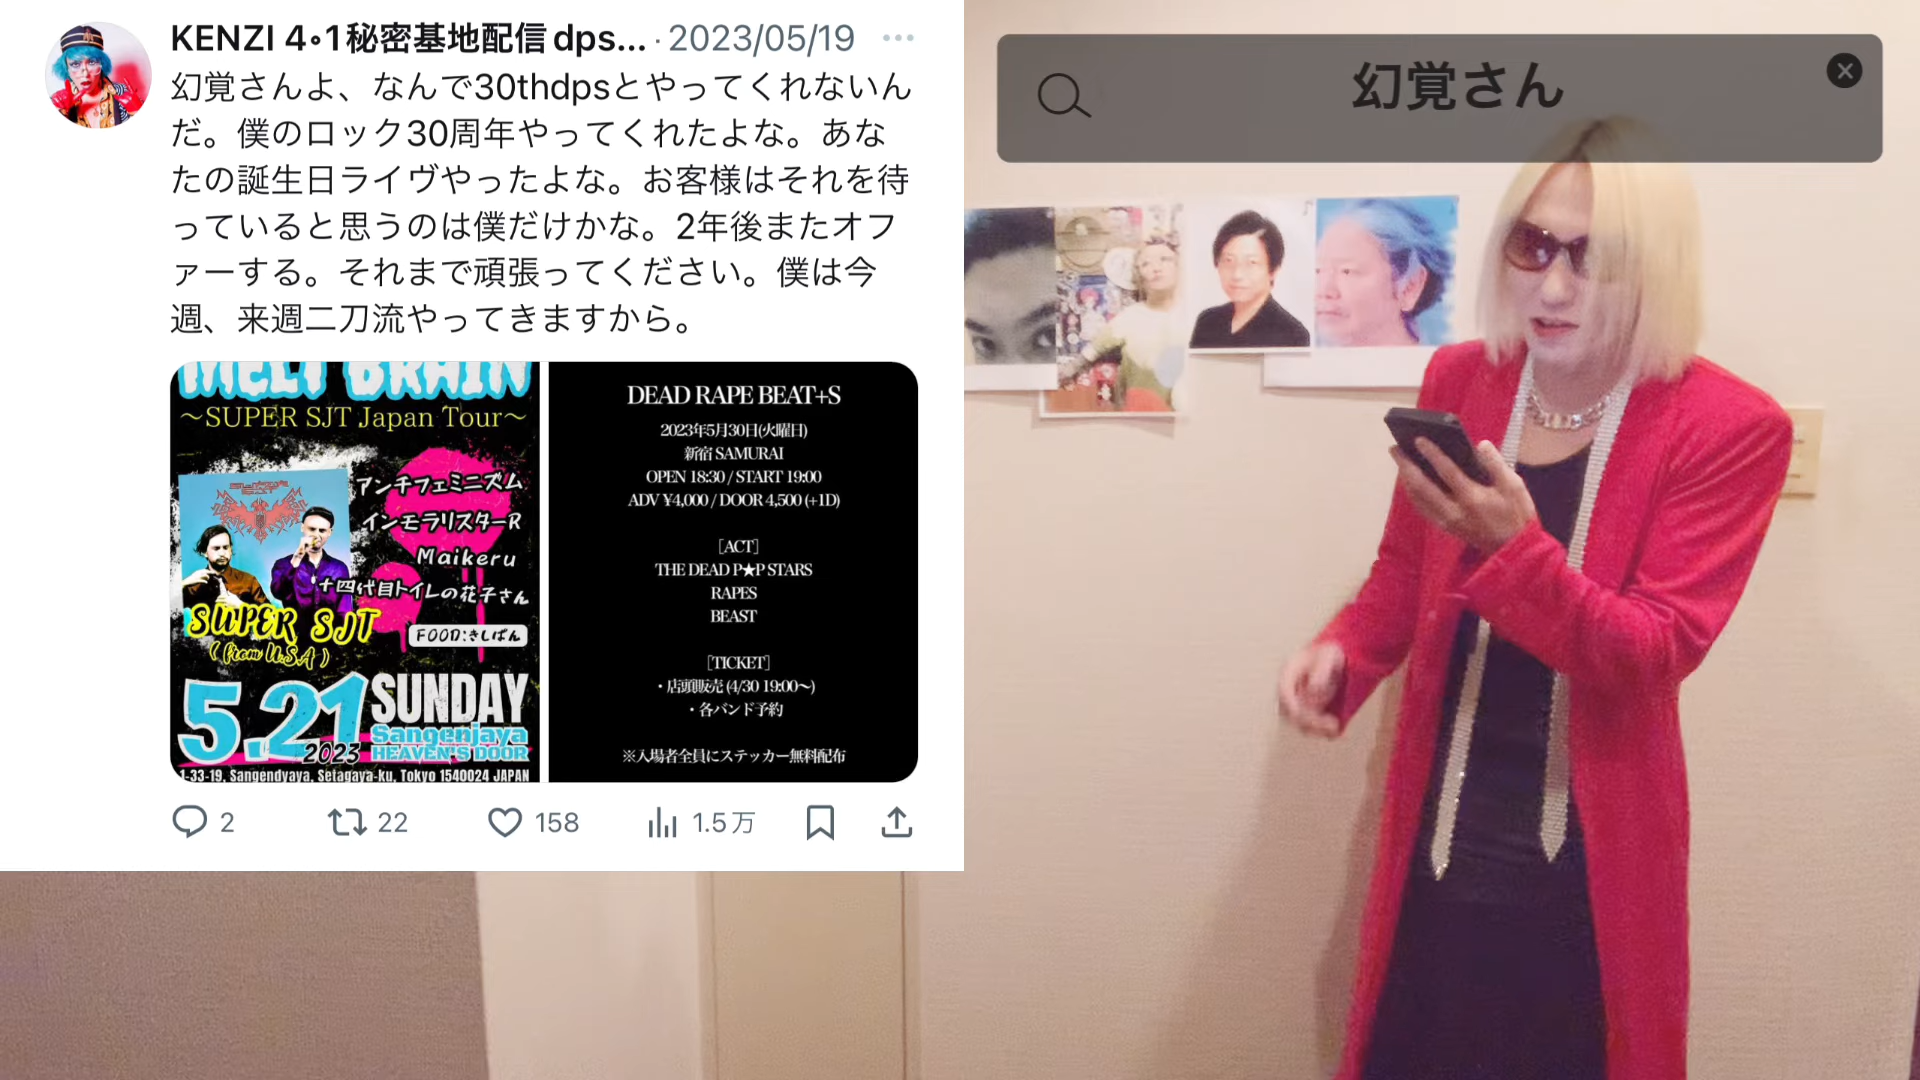 KENZI 4•1秘密基地配信dps... · 2023/05/19
幻覚さんよ、なんで30thdpsとやってくれないん
だ。僕のロック30周年やってくれたよな。あな
たの誕生日ライヴやったよな。お客様はそれを待
っていると思うのは僕だけかな。2年後またオフ
ァーする。それまで頑張ってください。僕は今
週、来週二刀流やってきますから。
MELT BRAIN
～SUPER SJT Japan Tour～
アンチフェミニズム
インモラリスターR
Maikeru
+四代目トイレの花子さん
SUPER SJT
(from U.S.A)
FOOD:きしぱん
5.21 SUNDAY
2023
Sangenjaya
HEAVEN'S DOOR
1-33-19, Sangendyaya, Setagaya-ku, Tokyo 1540024 JAPAN
DEAD RAPE BEAT+S
2023年5月30日(火曜日)
新宿 SAMURAI
OPEN 18:30 / START 19:00
ADV ¥4,000 / DOOR 4,500 (+1D)
[ACT]
THE DEAD P★P STARS
RAPES
BEAST
[TICKET]
・店頭販売 (4/30 19:00〜)
・各バンド予約
※入場者全員にステッカー無料配布
2
22
158
1.5万
幻覚さん